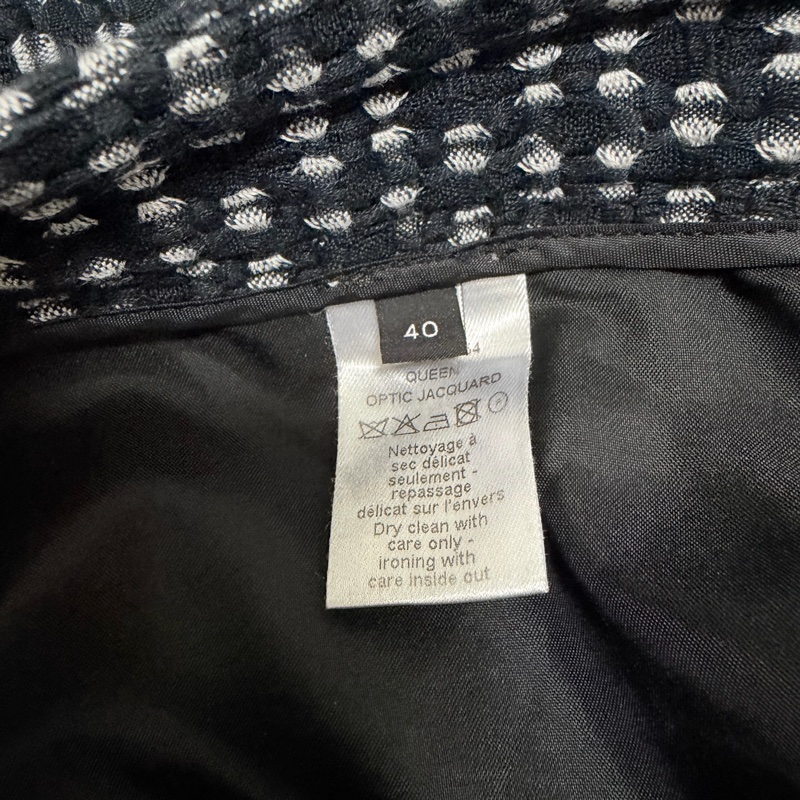 40
4
QUEEN
OPTIC JACQUARD
Nettoyage à
sec délicat
seulement -
repassage
délicat sur l'envers
Dry clean with
care only -
ironing with
care inside out